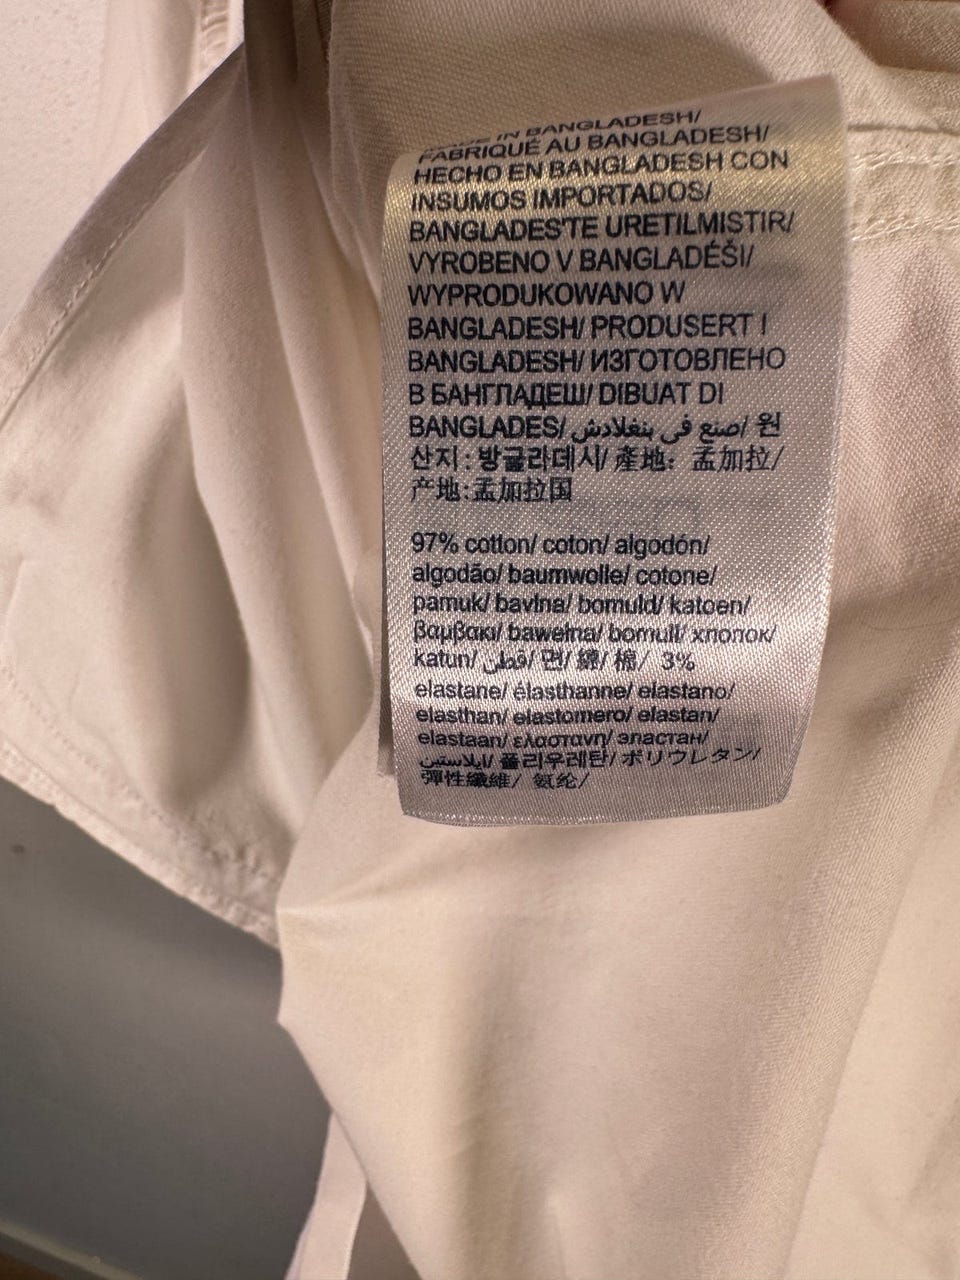 MADE IN BANGLADESH/
FABRIQUÉ AU BANGLADESH/
HECHO EN BANGLADESH CON
INSUMOS IMPORTADOS/
BANGLADES'TE URETILMISTIR/
VYROBENO V BANGLADÉŠI/
WYPRODUKOWANO W
BANGLADESH/ PRODUSERT I
BANGLADESH/ ИЗГОТОВЛЕНО
В БАНГЛАДЕШ/ DIBUAT DI
BANGLADES/ صنع في بنغلادش/ 원
산지 : 방글라데시/ 產地: 孟加拉/
产地:孟加拉国
97% cotton/ coton/ algodón/
algodão/ baumwolle/ cotone/
pamuk/ bavlna/ bomuld/ katoen/
βαμβακι/ bawełna/ bomull/ хлопок/
katun/ قطن/ 면/ 綿/ 棉/ 3%
elastane/ élasthanne/ elastano/
elasthan/ elastomero/ elastan/
elastaan/ ελασтανη/ эластан/
ايلاستين/ 폴리우레탄/ ポリウレタン/
彈性纖維/ 氨纶/